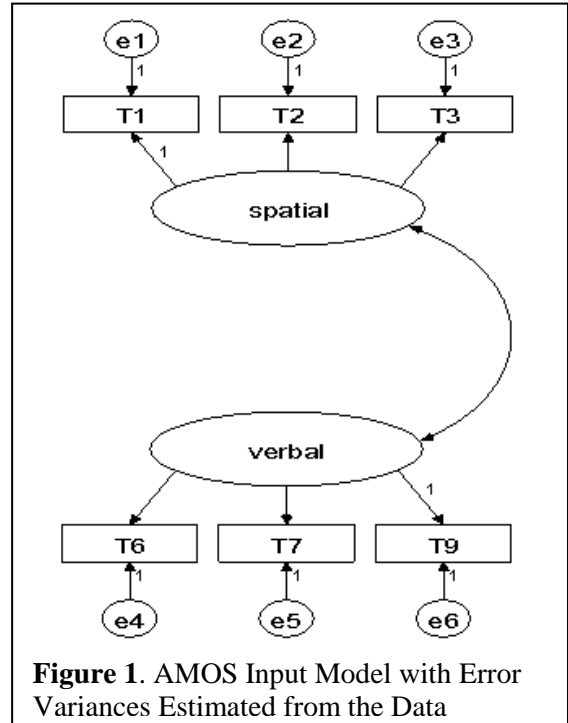 e1 e2 e3
1 1 1
T1 T2 T3
1
spatial
verbal
1
T6 T7 T9
1 1 1
e4 e5 e6
Figure 1. AMOS Input Model with Error
Variances Estimated from the Data